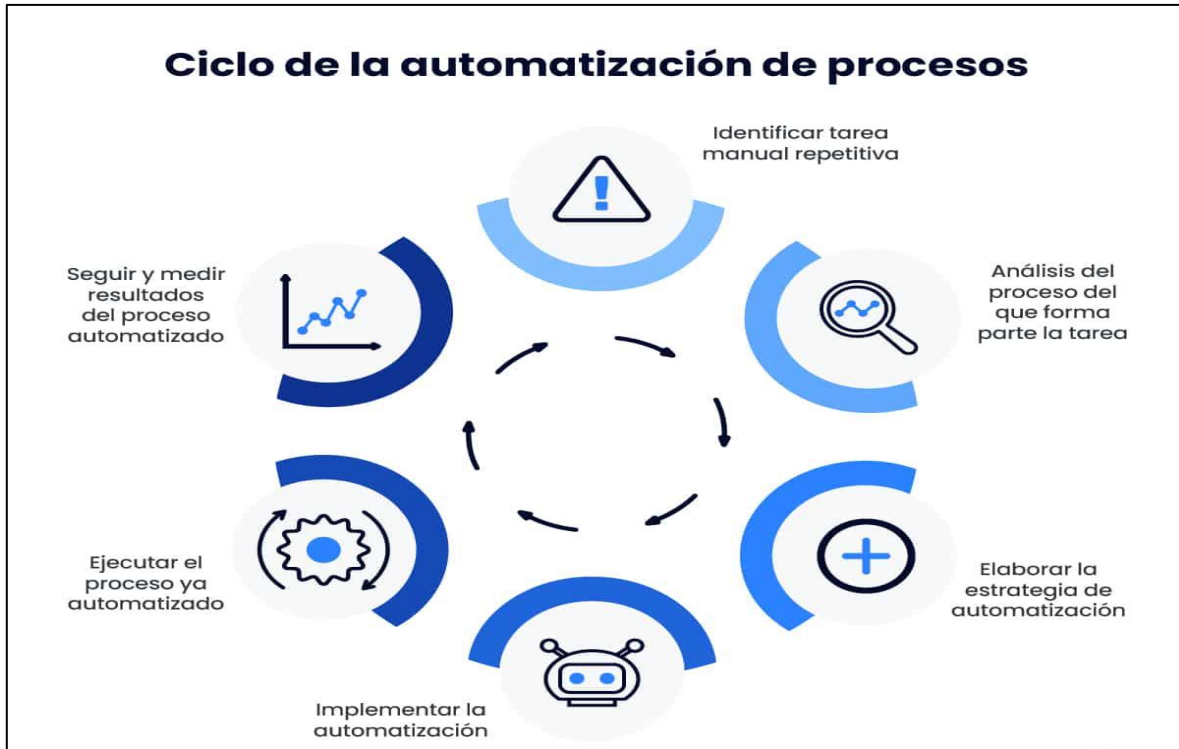 Ciclo de la automatización de procesos
Identificar tarea
manual repetitiva
Análisis del
proceso del
que forma
parte la tarea
Elaborar la
estrategia de
automatización
Implementar la
automatización
Ejecutar el
proceso ya
automatizado
Seguir y medir
resultados
del proceso
automatizado